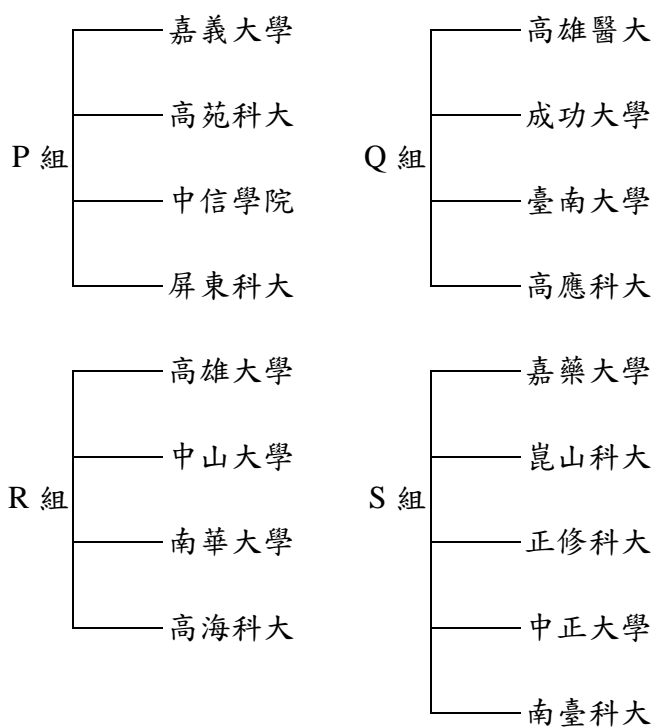 P 組
嘉義大學
高苑科大
中信學院
屏東科大
Q 組
高雄醫大
成功大學
臺南大學
高應科大
R 組
高雄大學
中山大學
南華大學
高海科大
S 組
嘉藥大學
崑山科大
正修科大
中正大學
南臺科大